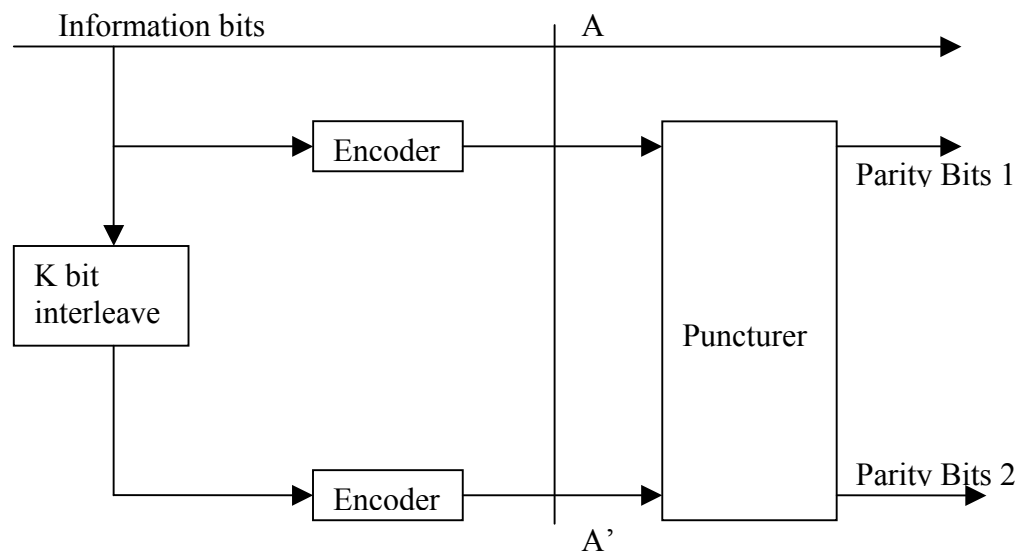 Information bits
A
Encoder
Parity Bits 1
K bit
interleave
Puncturer
Encoder
Parity Bits 2
A’